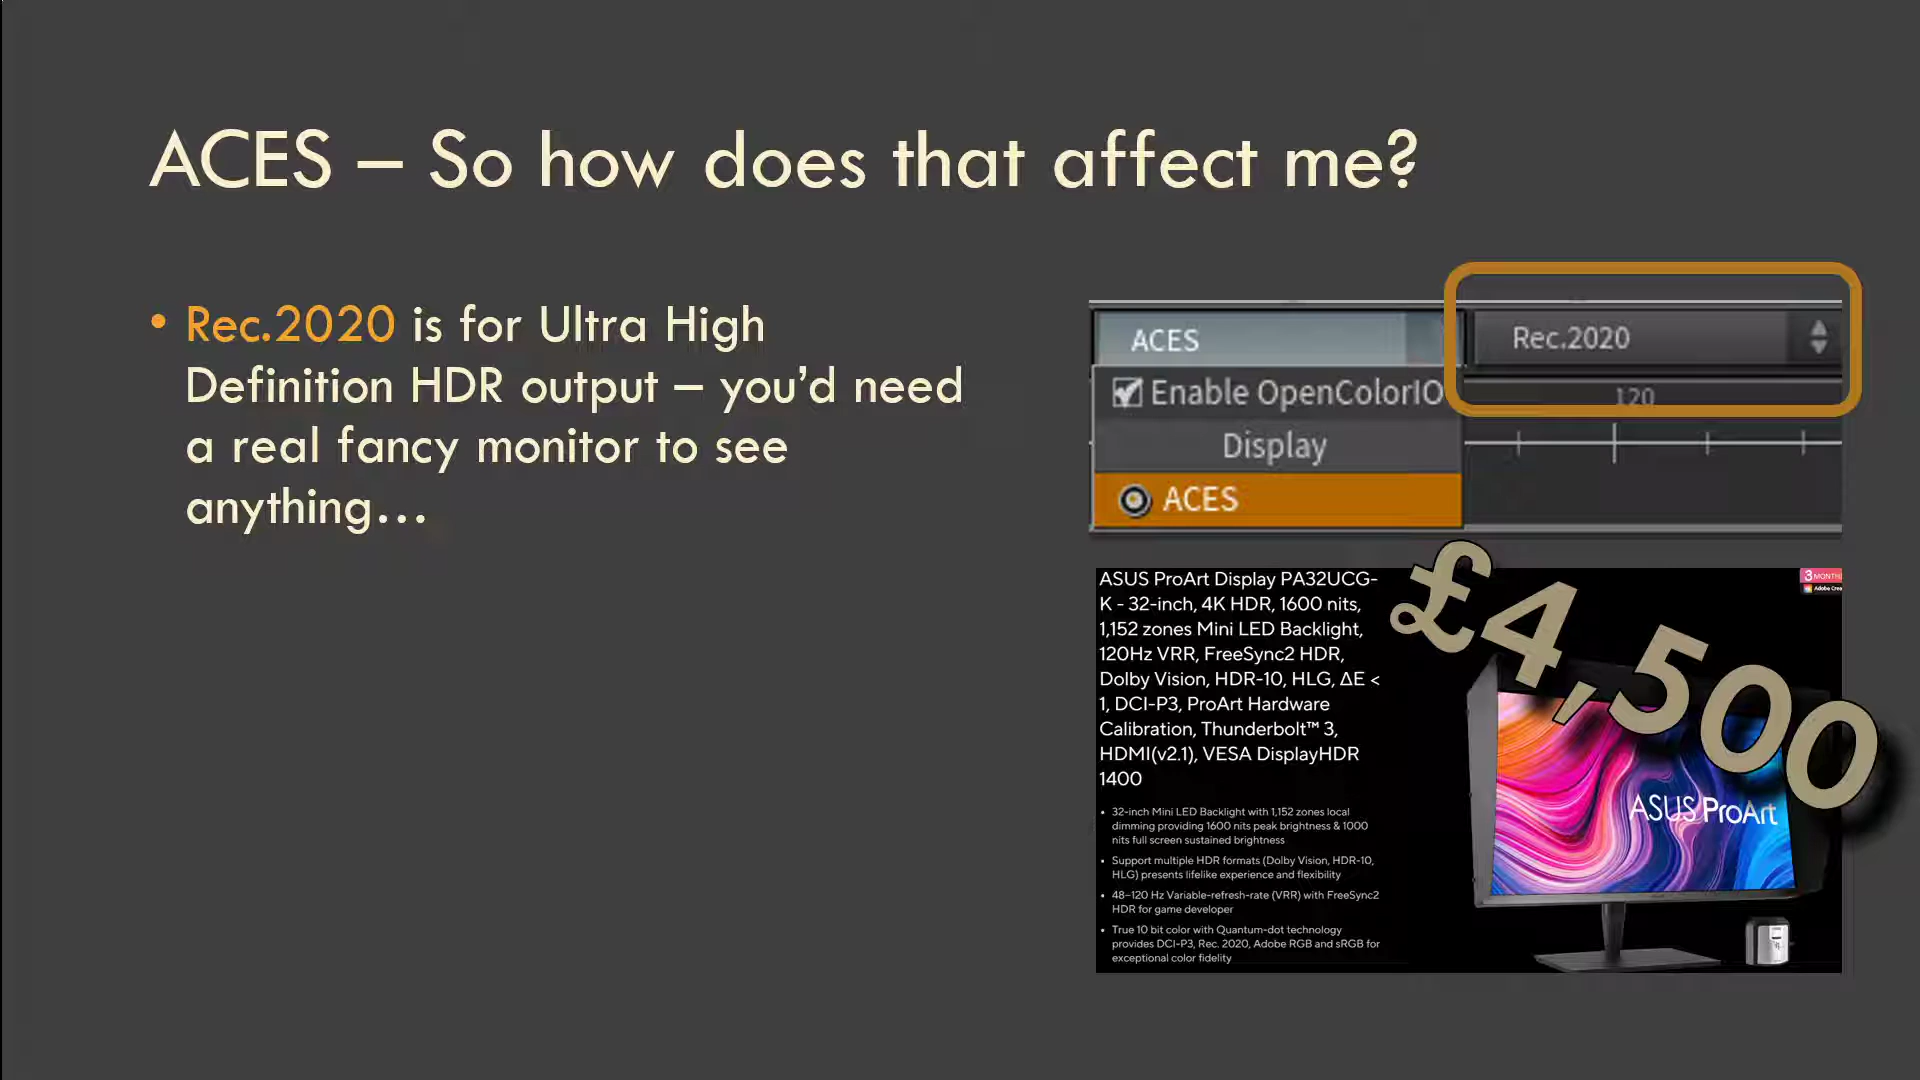 ACES – So how does that affect me?
• Rec.2020 is for Ultra High
Definition HDR output – you’d need
a real fancy monitor to see
anything…
ACES
Rec.2020
Enable OpenColorIO
120
Display
ACES
£4,500
ASUS ProArt Display PA32UCG-
K - 32-inch, 4K HDR, 1600 nits,
1,152 zones Mini LED Backlight,
120Hz VRR, FreeSync2 HDR,
Dolby Vision, HDR-10, HLG, ΔE <
1, DCI-P3, ProArt Hardware
Calibration, Thunderbolt™ 3,
HDMI(v2.1), VESA DisplayHDR
1400
• 32-inch Mini LED Backlight with 1,152 zones local
dimming providing 1600 nits peak brightness & 1000
nits full screen sustained brightness
• Support multiple HDR formats (Dolby Vision, HDR-10,
HLG) presents lifelike experience and flexibility
• 48–120 Hz Variable-refresh-rate (VRR) with FreeSync2
HDR for game developer
• True 10 bit color with Quantum-dot technology
provides DCI-P3, Rec. 2020, Adobe RGB and sRGB for
exceptional color fidelity
3 MONTHS
Adobe Crea
ASUS ProArt